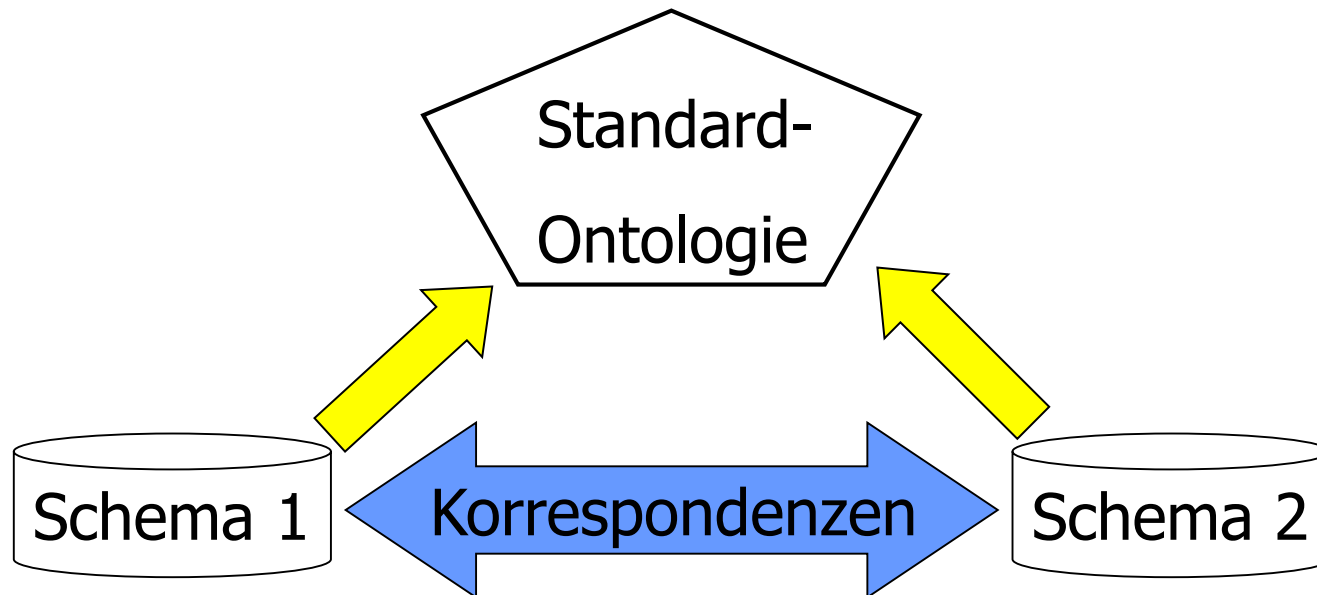 Standard-
Ontologie
Schema 1
Korrespondenzen
Schema 2